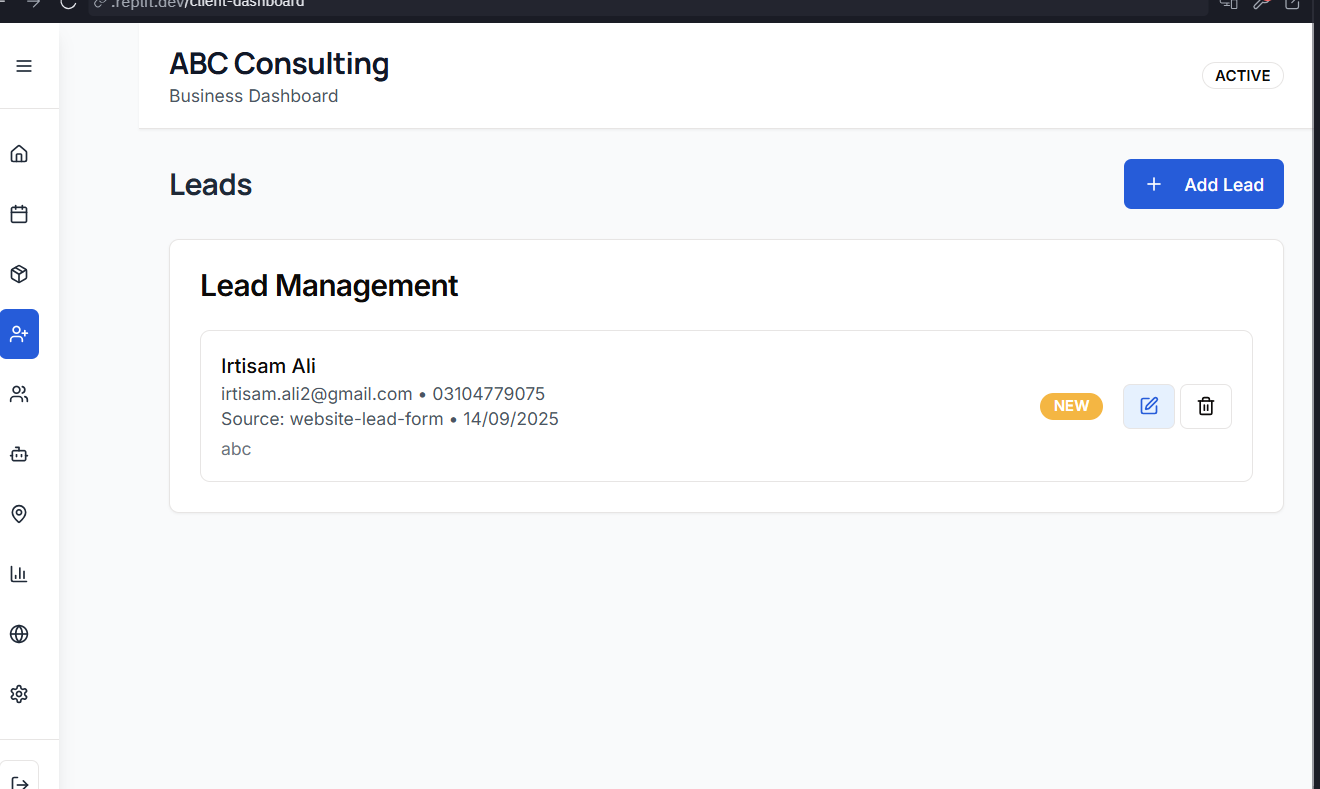 .replit.dev/client-dashboard
ABC Consulting
Business Dashboard
ACTIVE
Leads
Add Lead
Lead Management
Irtisam Ali
irtisam.ali2@gmail.com • 03104779075
Source: website-lead-form • 14/09/2025
abc
NEW